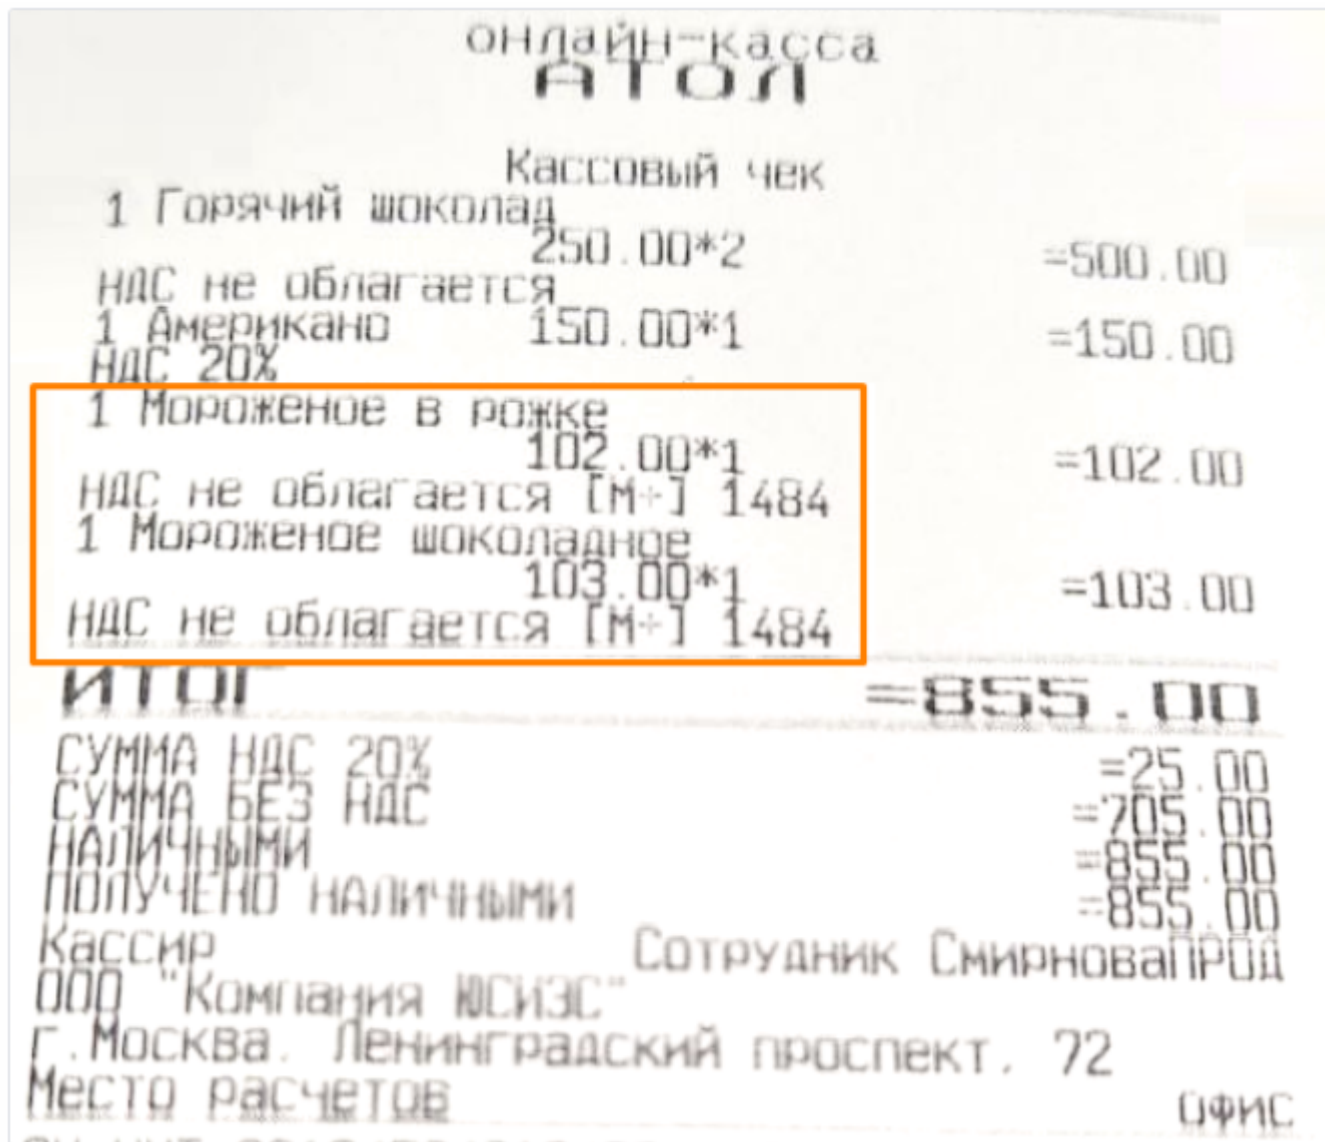 онлайн-касса
АТОЛ
Кассовый чек
1 Горячий шоколад
250.00*2 =500.00
НДС не облагается
1 Американо 150.00*1 =150.00
НДС 20%
1 Мороженое в рожке
102.00*1 =102.00
НДС не облагается [М+] 1484
1 Мороженое шоколадное
103.00*1 =103.00
НДС не облагается [М+] 1484
ИТОГ =855.00
СУММА НДС 20% =25.00
СУММА БЕЗ НДС =705.00
НАЛИЧНЫМИ =855.00
ПОЛУЧЕНО НАЛИЧНЫМИ =855.00
Кассир Сотрудник СмирноваПРОД
ООО "Компания ЮСИЭС"
г.Москва. Ленинградский проспект. 72
Место расчетов ОФИС